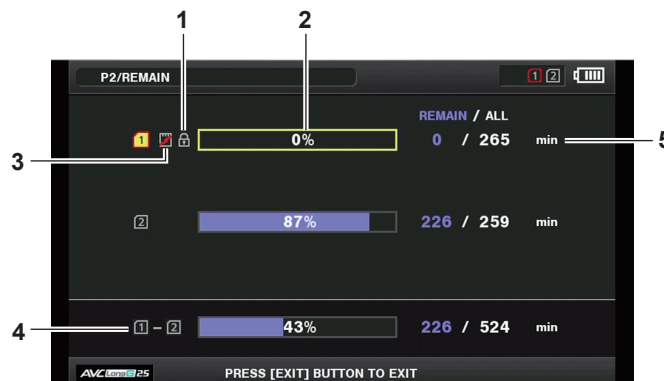 1 2
P2/REMAIN 1 2
REMAIN / ALL
1 0% 0 / 265 min
3 5
2 87% 226 / 259 min
4 1 – 2 43% 226 / 524 min
AVC LongG 25 PRESS [EXIT] BUTTON TO EXIT